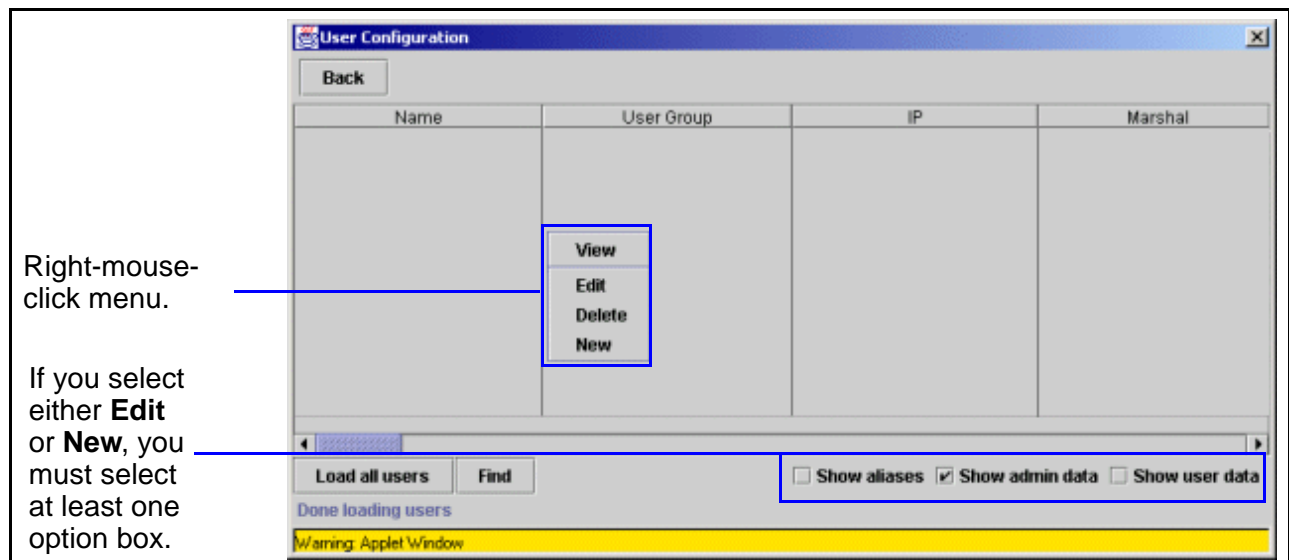 User Configuration
Back
Name User Group IP Marshal
View
Edit
Delete
New
Right-mouse-
click menu.
If you select
either Edit
or New, you
must select
at least one
option box.
Load all users Find Show aliases Show admin data Show user data
Done loading users
Warning: Applet Window